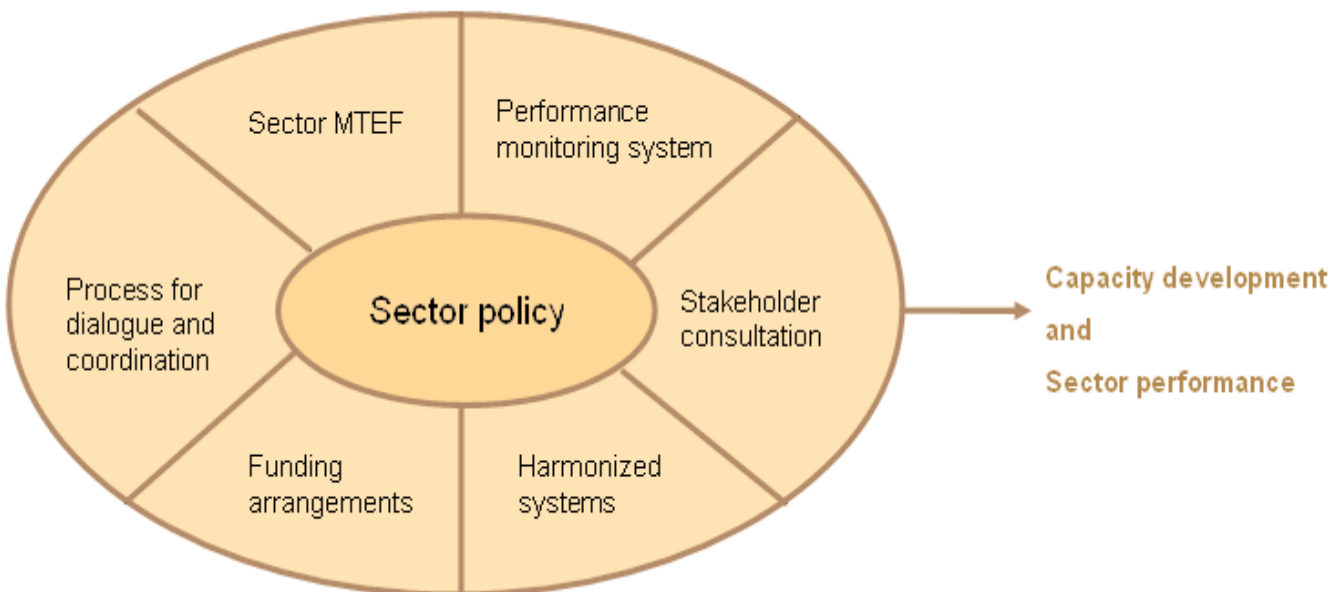 Sector MTEF
Performance
monitoring system
Process for
dialogue and
coordination
Sector policy
Stakeholder
consultation
Funding
arrangements
Harmonized
systems
Capacity development
and
Sector performance